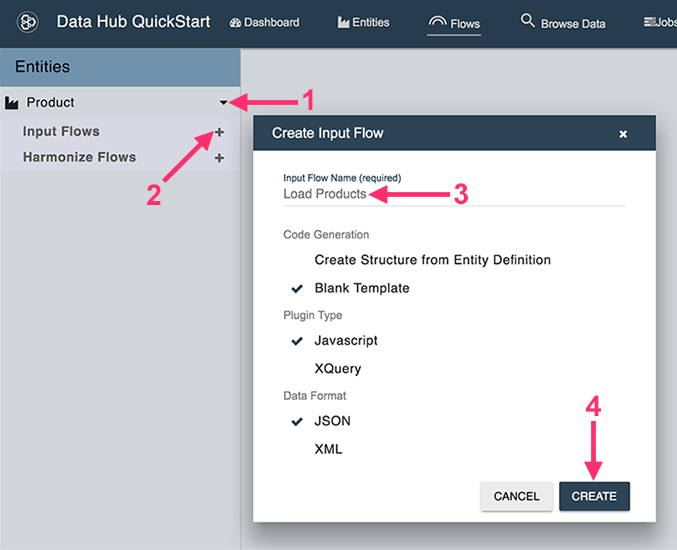 Data Hub QuickStart
Dashboard
Entities
Flows
Browse Data
Jobs
Entities
Product
1
Input Flows
Harmonize Flows
2
Create Input Flow
Input Flow Name (required)
Load Products
3
Code Generation
Create Structure from Entity Definition
Blank Template
Plugin Type
Javascript
XQuery
Data Format
JSON
XML
4
CANCEL
CREATE